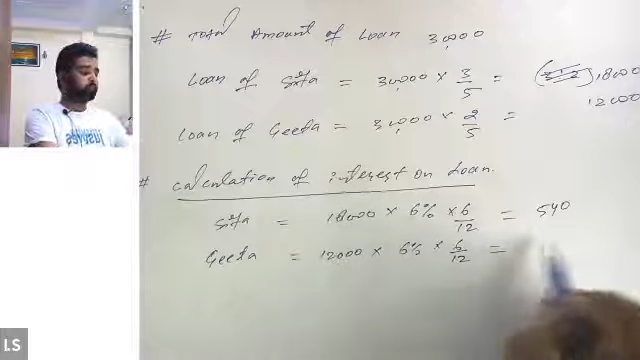 # Total Amount of Loan 30,000
Loan of Sita = 30,000 × 3/5 = 18000
Loan of Geeta = 30,000 × 2/5 = 12000
# Calculation of interest on Loan.
Sita = 18000 × 6% × 6/12 = 540
Geeta = 12000 × 6% × 6/12 =
LS